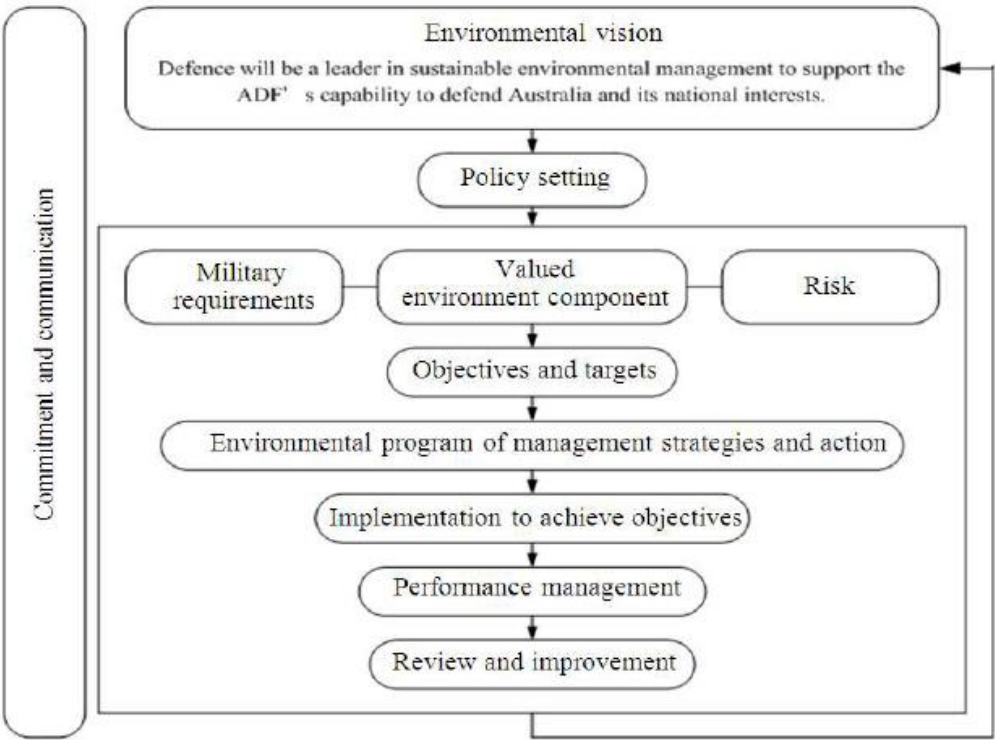 Commitment and communication
Environmental vision
Defence will be a leader in sustainable environmental management to support the
ADF' s capability to defend Australia and its national interests.
Policy setting
Military
requirements
Valued
environment component
Risk
Objectives and targets
Environmental program of management strategies and action
Implementation to achieve objectives
Performance management
Review and improvement